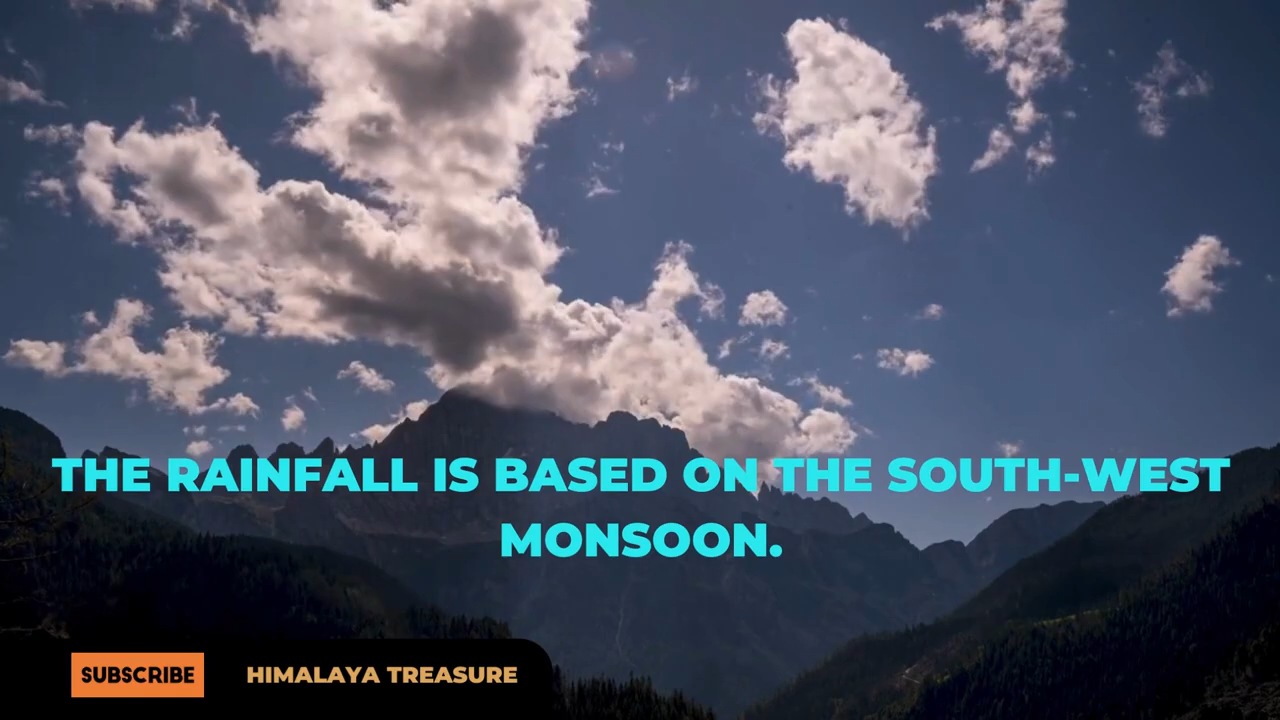 THE RAINFALL IS BASED ON THE SOUTH-WEST
MONSOON.
SUBSCRIBE
HIMALAYA TREASURE